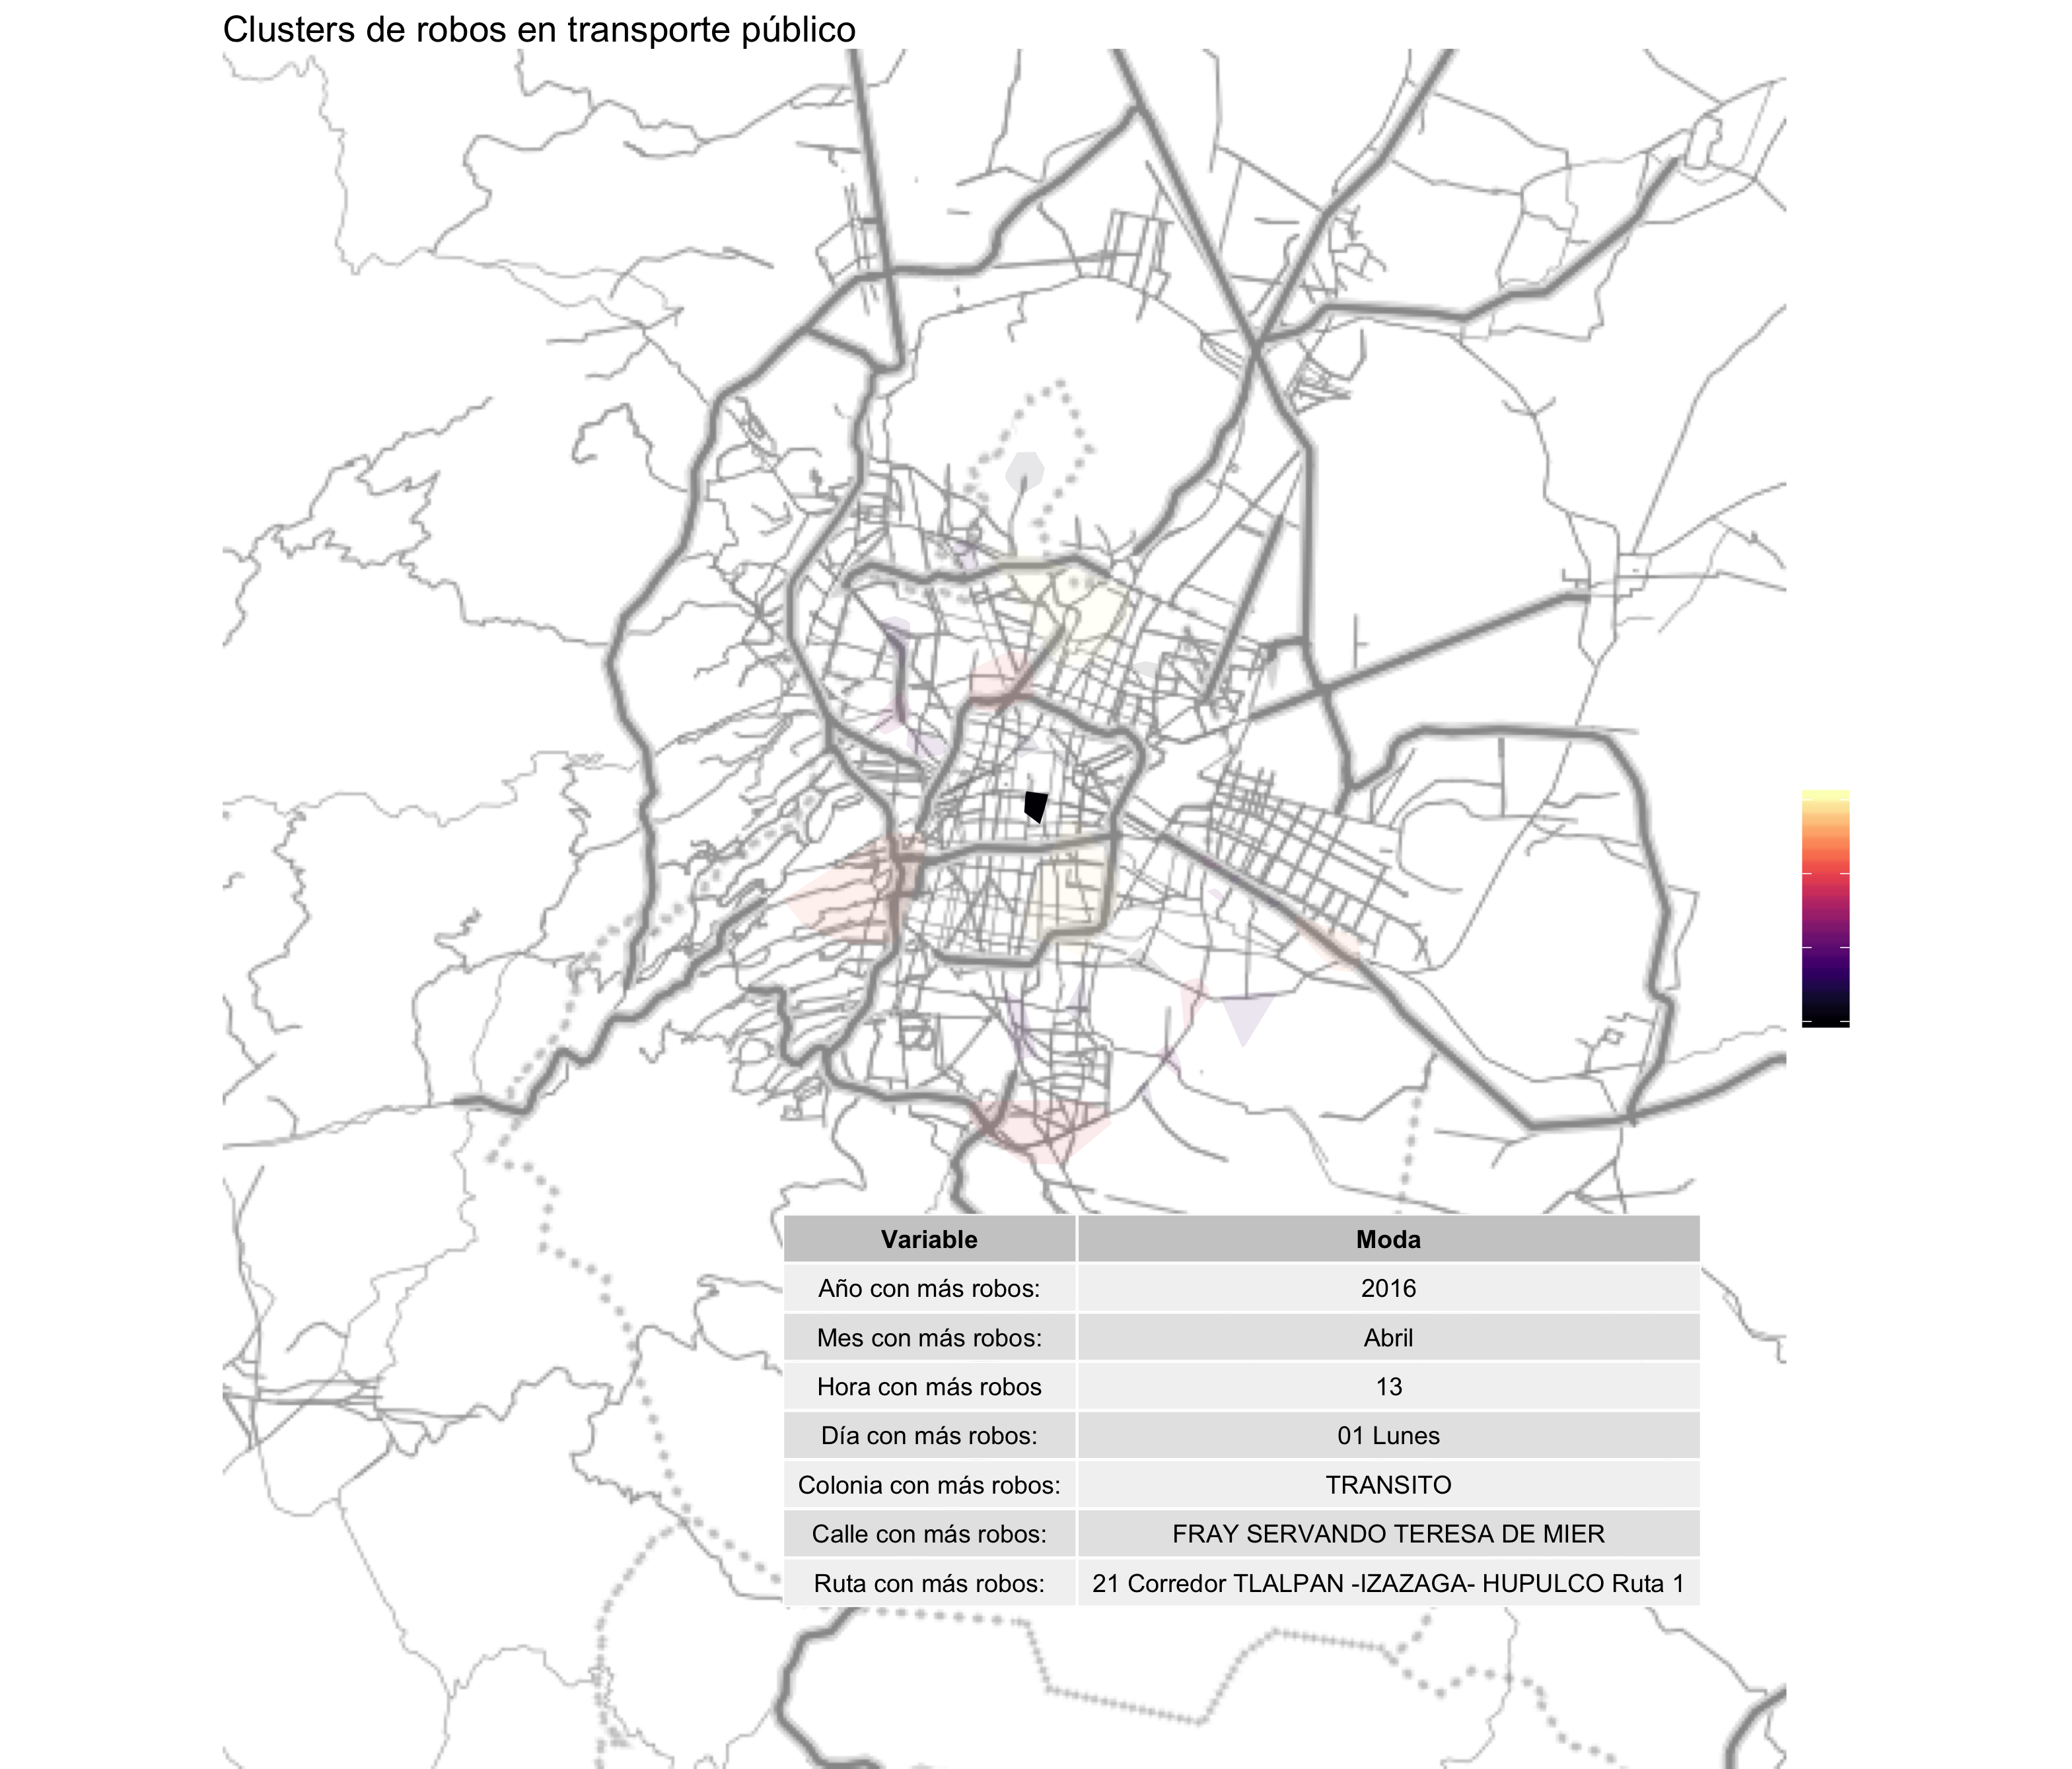 Clusters de robos en transporte público
Variable Moda
Año con más robos: 2016
Mes con más robos: Abril
Hora con más robos 13
Día con más robos: 01 Lunes
Colonia con más robos: TRANSITO
Calle con más robos: FRAY SERVANDO TERESA DE MIER
Ruta con más robos: 21 Corredor TLALPAN -IZAZAGA- HUPULCO Ruta 1